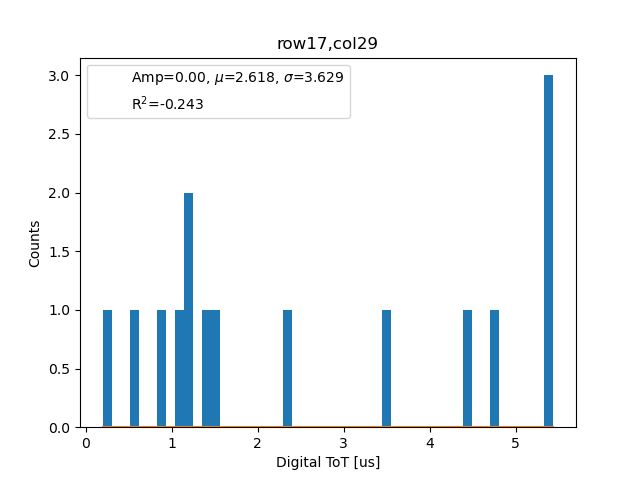 row17,col29
Amp=0.00, μ=2.618, σ=3.629
R²=-0.243
3.0
2.5
2.0
1.5
1.0
0.5
0.0
Counts
0 1 2 3 4 5
Digital ToT [us]